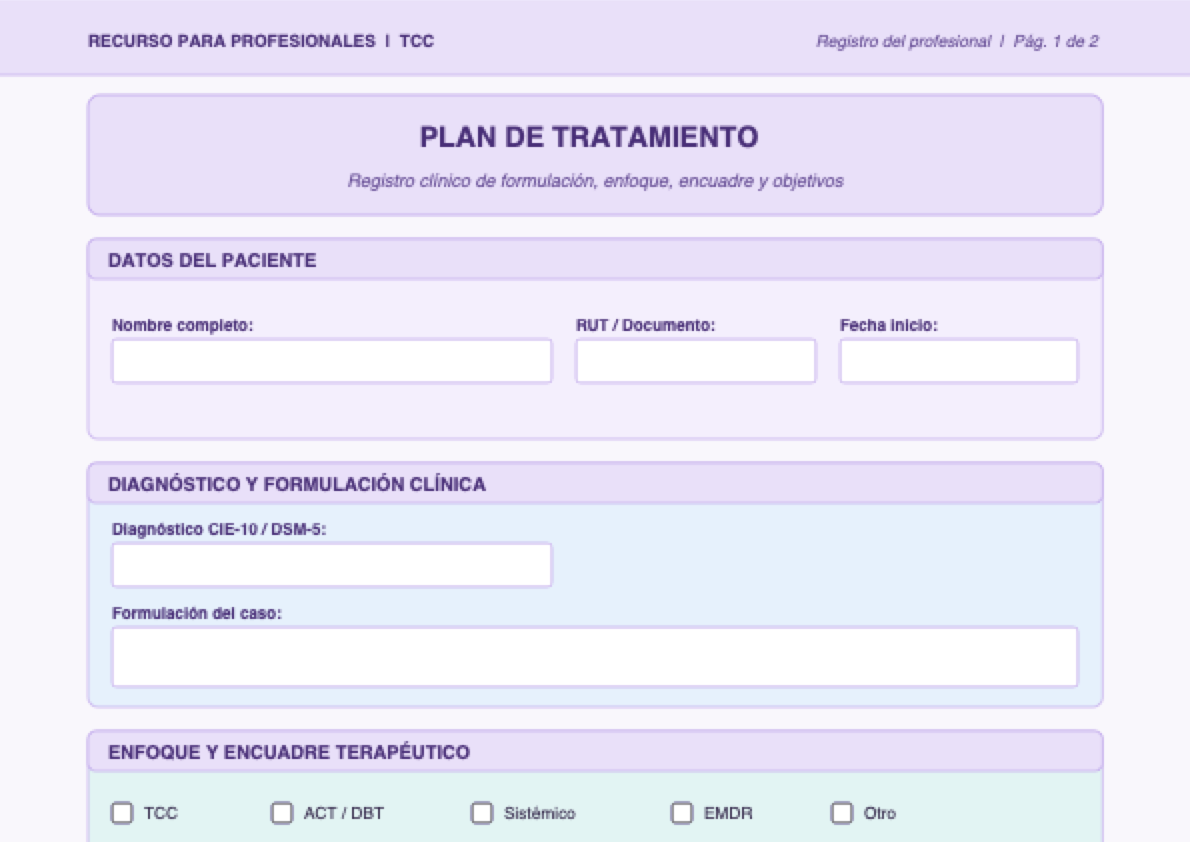 RECURSO PARA PROFESIONALES | TCC
Registro del profesional | Pág. 1 de 2
PLAN DE TRATAMIENTO
Registro clínico de formulación, enfoque, encuadre y objetivos
DATOS DEL PACIENTE
Nombre completo: RUT / Documento: Fecha inicio:
DIAGNÓSTICO Y FORMULACIÓN CLÍNICA
Diagnóstico CIE-10 / DSM-5:
Formulación del caso:
ENFOQUE Y ENCUADRE TERAPÉUTICO
TCC ACT / DBT Sistémico EMDR Otro